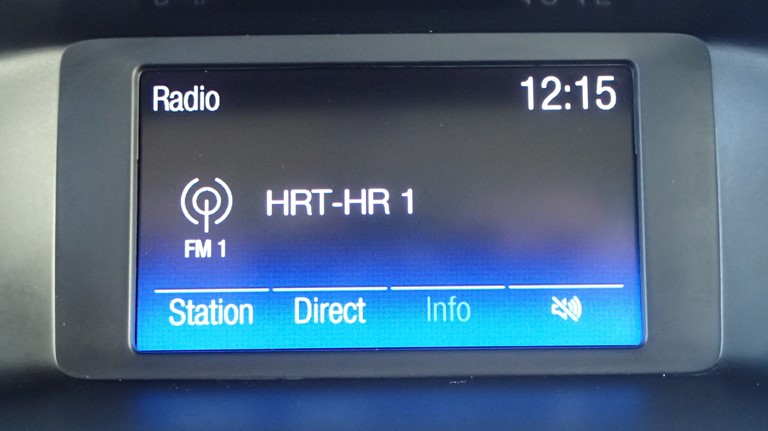 Radio 12:15
HRT-HR 1
FM 1
Station Direct Info